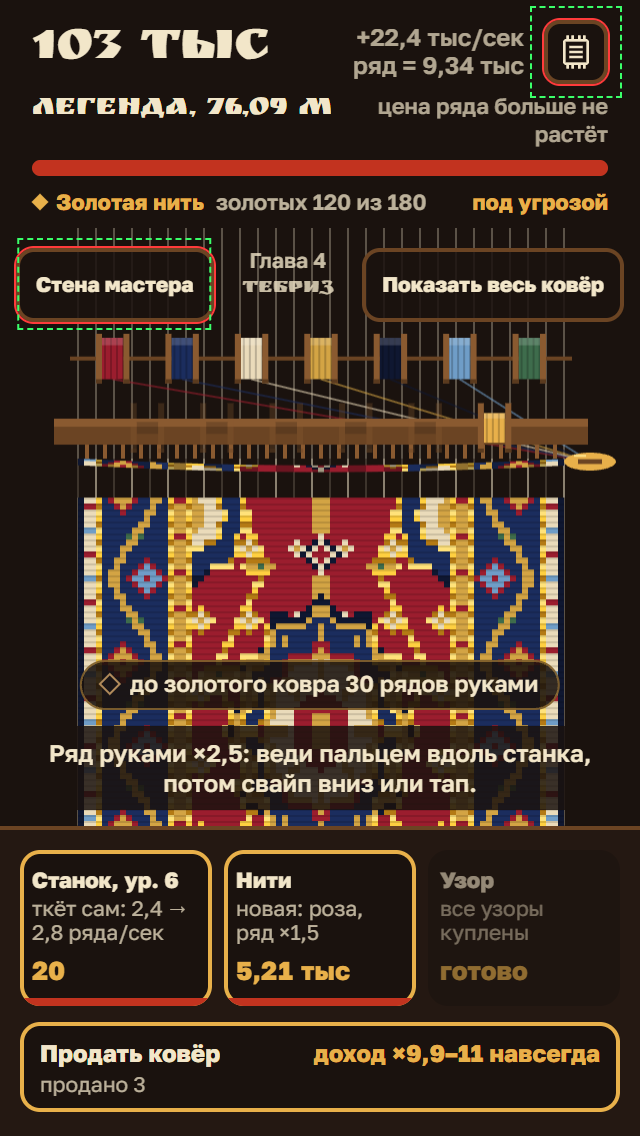 103 ТЫС
+22,4 тыс/сек
ряд = 9,34 тыс
ЛЕГЕНДА, 76,09 М
цена ряда больше не
растёт
Золотая нить золотых 120 из 180 под угрозой
Стена мастера
Глава 4
ТЕБРИЗ
Показать весь ковёр
до золотого ковра 30 рядов руками
Ряд руками ×2,5: веди пальцем вдоль станка,
потом свайп вниз или тап.
Станок, ур. 6
ткёт сам: 2,4 →
2,8 ряда/сек
20
Нити
новая: роза,
ряд ×1,5
5,21 тыс
Узор
все узоры
куплены
готово
Продать ковёр
доход ×9,9–11 навсегда
продано 3